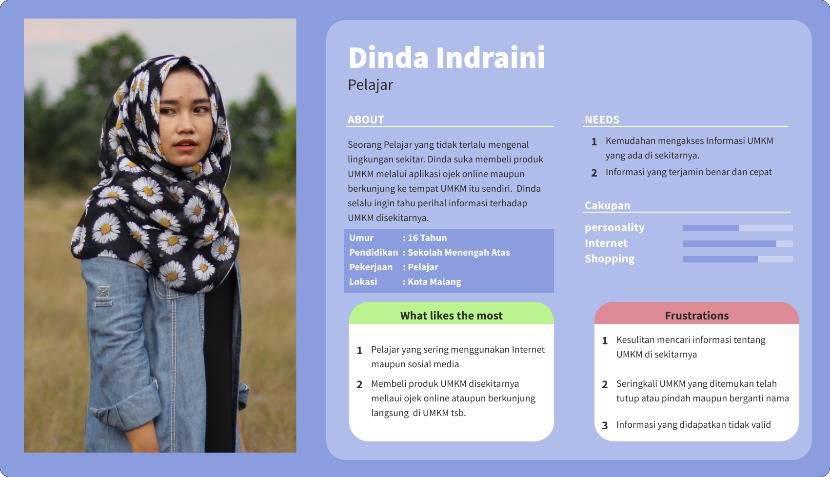 Dinda Indraini
Pelajar
ABOUT
Seorang Pelajar yang tidak terlalu mengenal
lingkungan sekitar. Dinda suka membeli produk
UMKM melalui aplikasi ojek online maupun
berkunjung ke tempat UMKM itu sendiri. DInda
selalu ingin tahu perihal informasi terhadap
UMKM disekitarnya.
Umur : 16 Tahun
Pendidikan : Sekolah Menengah Atas
Pekerjaan : Pelajar
Lokasi : Kota Malang
NEEDS
1 Kemudahan mengakses Informasi UMKM
yang ada di sekitarnya.
2 Informasi yang terjamin benar dan cepat
Cakupan
personality
Internet
Shopping
What likes the most
1 Pelajar yang sering menggunakan Internet
maupun sosial media
2 Membeli produk UMKM disekitarnya
mellaui ojek online ataupun berkunjung
langsung di UMKM tsb.
Frustrations
1 Kesulitan mencari informasi tentang
UMKM di sekitarnya
2 Seringkali UMKM yang ditemukan telah
tutup atau pindah maupun berganti nama
3 Informasi yang didapatkan tidak valid